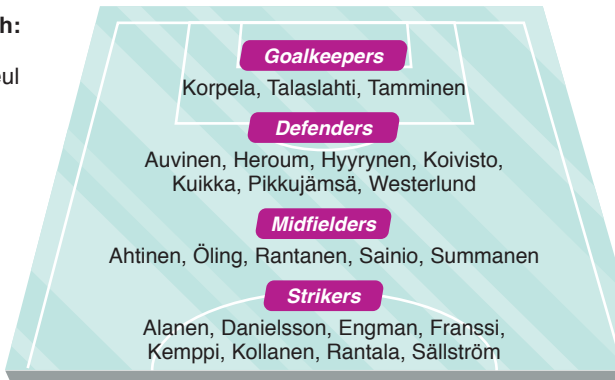 h:
eul
Goalkeepers
Korpela, Talaslahti, Tamminen
Defenders
Auvinen, Heroum, Hyyrynen, Koivisto,
Kuikka, Pikkujämsä, Westerlund
Midfielders
Ahtinen, Öling, Rantanen, Sainio, Summanen
Strikers
Alanen, Danielsson, Engman, Franssi,
Kemppi, Kollanen, Rantala, Sällström